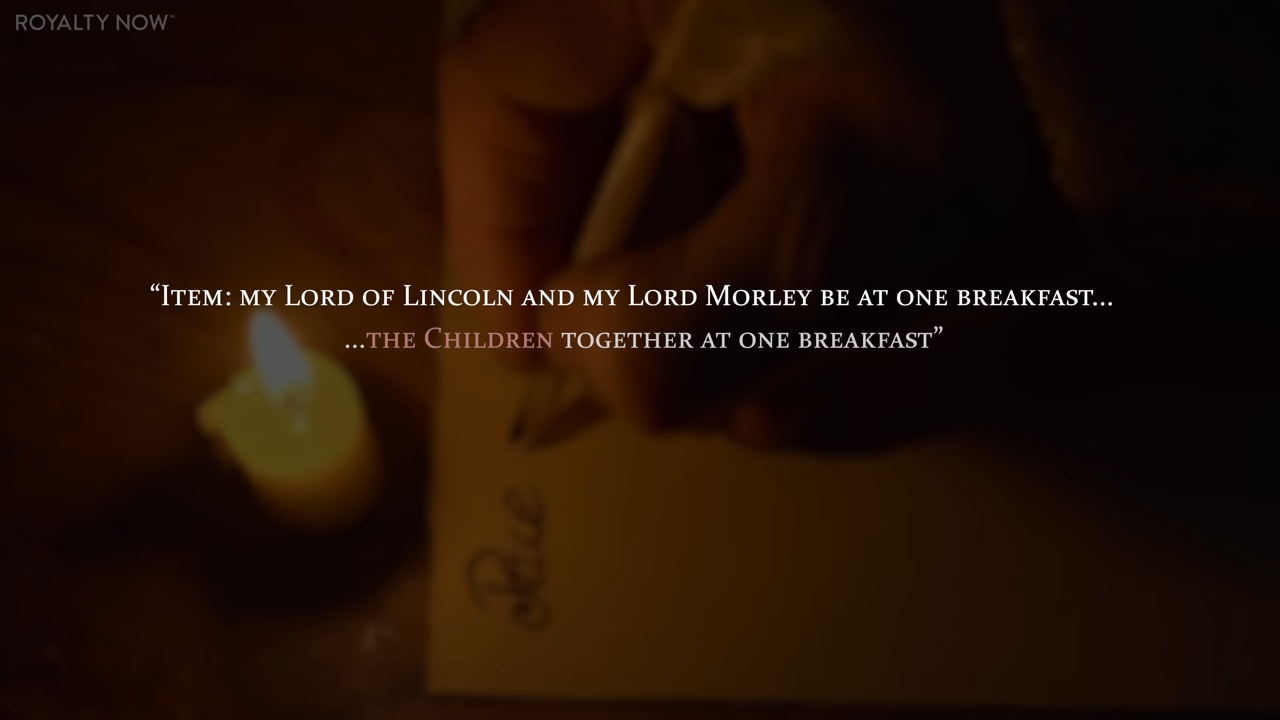 ROYALTY NOW™
“Item: my Lord of Lincoln and my Lord Morley be at one breakfast...
...the Children together at one breakfast”